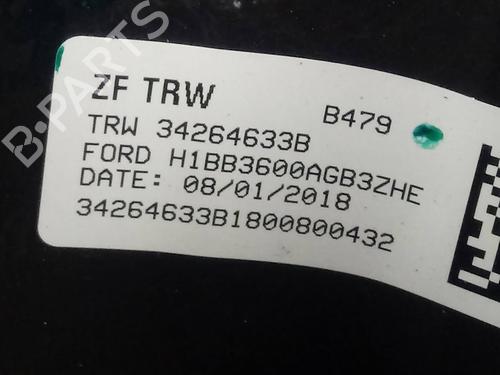 ZF TRW
B479
TRW 34264633B
FORD H1BB3600AGB3ZHE
DATE: 08/01/2018
34264633B1800800432
B-PARTS